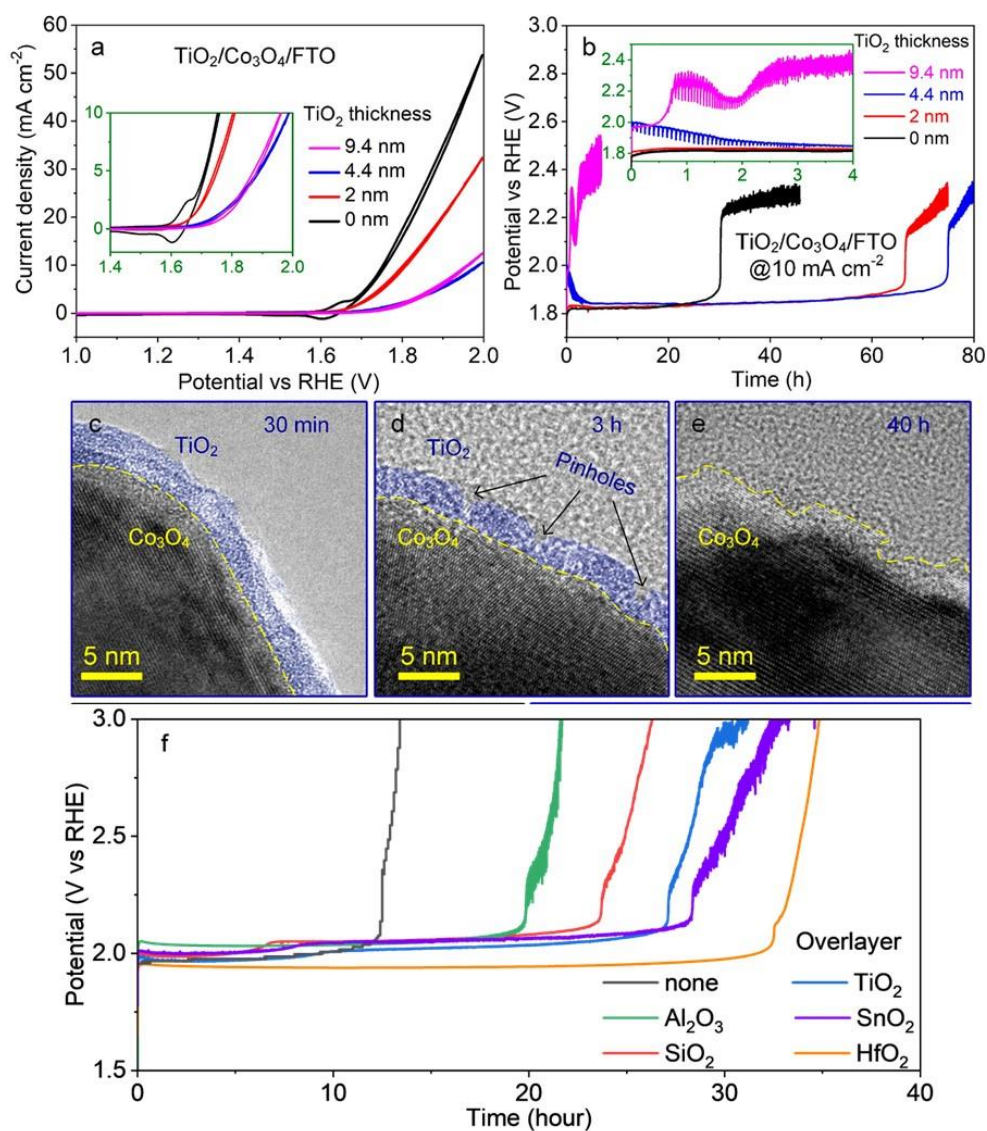 a
TiO₂/Co₃O₄/FTO
Current density (mA cm⁻²)
60
50
40
30
20
10
0
1.0 1.2 1.4 1.6 1.8 2.0
Potential vs RHE (V)
10
5
0
1.4 1.6 1.8 2.0
TiO₂ thickness
9.4 nm
4.4 nm
2 nm
0 nm
b
Potential vs RHE (V)
3.0
2.8
2.6
2.4
2.2
2.0
1.8
0 20 40 60 80
Time (h)
2.4
2.2
2.0
1.8
0 1 2 3 4
TiO₂ thickness
9.4 nm
4.4 nm
2 nm
0 nm
TiO₂/Co₃O₄/FTO
@10 mA cm⁻²
c
30 min
TiO₂
Co₃O₄
5 nm
d
3 h
TiO₂
Pinholes
Co₃O₄
5 nm
e
40 h
Co₃O₄
5 nm
f
Potential (V vs RHE)
3.0
2.5
2.0
1.5
0 10 20 30 40
Time (hour)
Overlayer
none
Al₂O₃
SiO₂
TiO₂
SnO₂
HfO₂